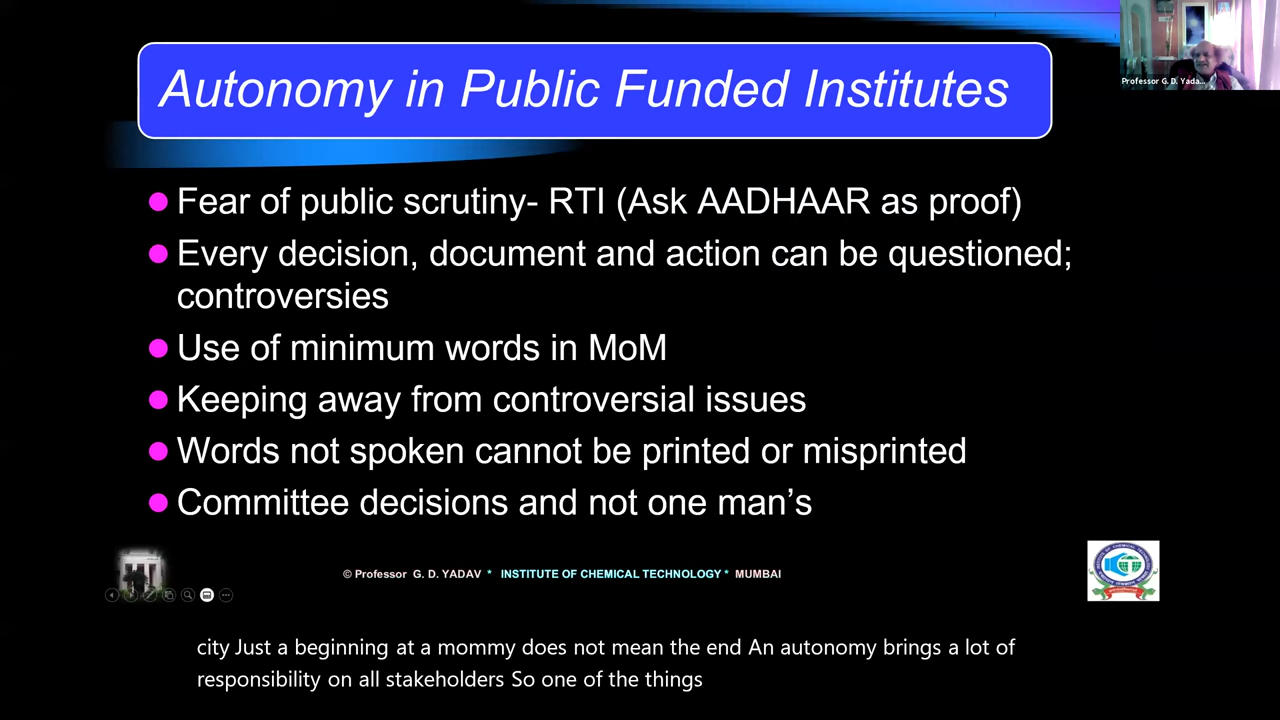 Autonomy in Public Funded Institutes
Professor G. D. Yada...
Fear of public scrutiny- RTI (Ask AADHAAR as proof)
Every decision, document and action can be questioned;
controversies
Use of minimum words in MoM
Keeping away from controversial issues
Words not spoken cannot be printed or misprinted
Committee decisions and not one man’s
© Professor G. D. YADAV * INSTITUTE OF CHEMICAL TECHNOLOGY * MUMBAI
city Just a beginning at a mommy does not mean the end An autonomy brings a lot of
responsibility on all stakeholders So one of the things